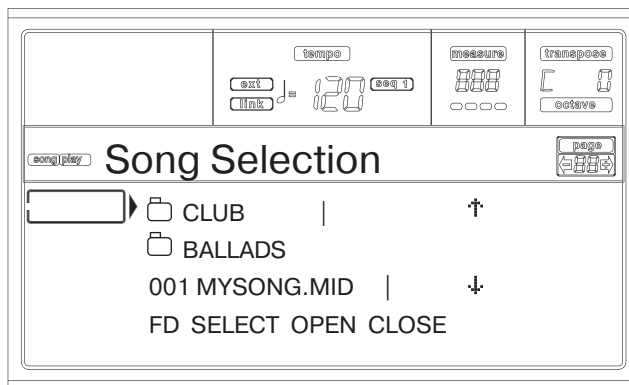 tempo measure transpose
ext ♩= 120 seq 1 888 C 0
link octave
song play Song Selection page
88
CLUB | ↑
BALLADS
001 MYSONG.MID | ↓
FD SELECT OPEN CLOSE